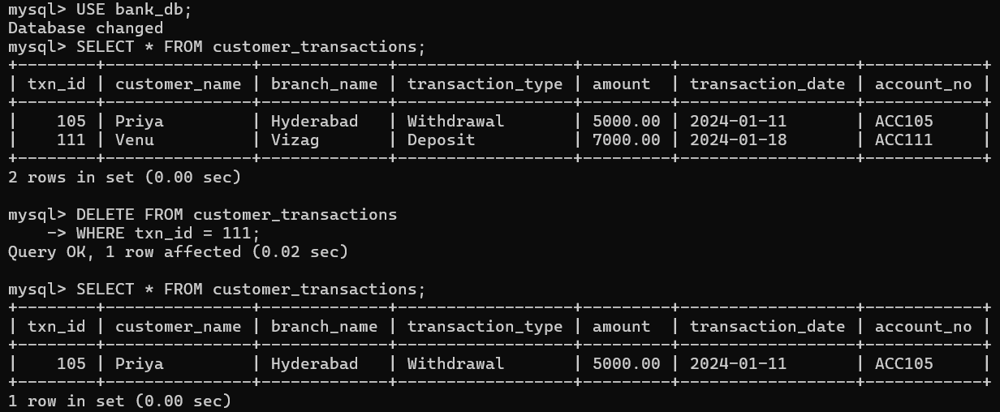 mysql> USE bank_db;
Database changed
mysql> SELECT * FROM customer_transactions;
+--------+---------------+-------------+------------------+---------+------------------+------------+
| txn_id | customer_name | branch_name | transaction_type | amount  | transaction_date | account_no |
+--------+---------------+-------------+------------------+---------+------------------+------------+
|    105 | Priya         | Hyderabad   | Withdrawal       | 5000.00 | 2024-01-11       | ACC105     |
|    111 | Venu          | Vizag       | Deposit          | 7000.00 | 2024-01-18       | ACC111     |
+--------+---------------+-------------+------------------+---------+------------------+------------+
2 rows in set (0.00 sec)

mysql> DELETE FROM customer_transactions
    -> WHERE txn_id = 111;
Query OK, 1 row affected (0.02 sec)

mysql> SELECT * FROM customer_transactions;
+--------+---------------+-------------+------------------+---------+------------------+------------+
| txn_id | customer_name | branch_name | transaction_type | amount  | transaction_date | account_no |
+--------+---------------+-------------+------------------+---------+------------------+------------+
|    105 | Priya         | Hyderabad   | Withdrawal       | 5000.00 | 2024-01-11       | ACC105     |
+--------+---------------+-------------+------------------+---------+------------------+------------+
1 row in set (0.00 sec)